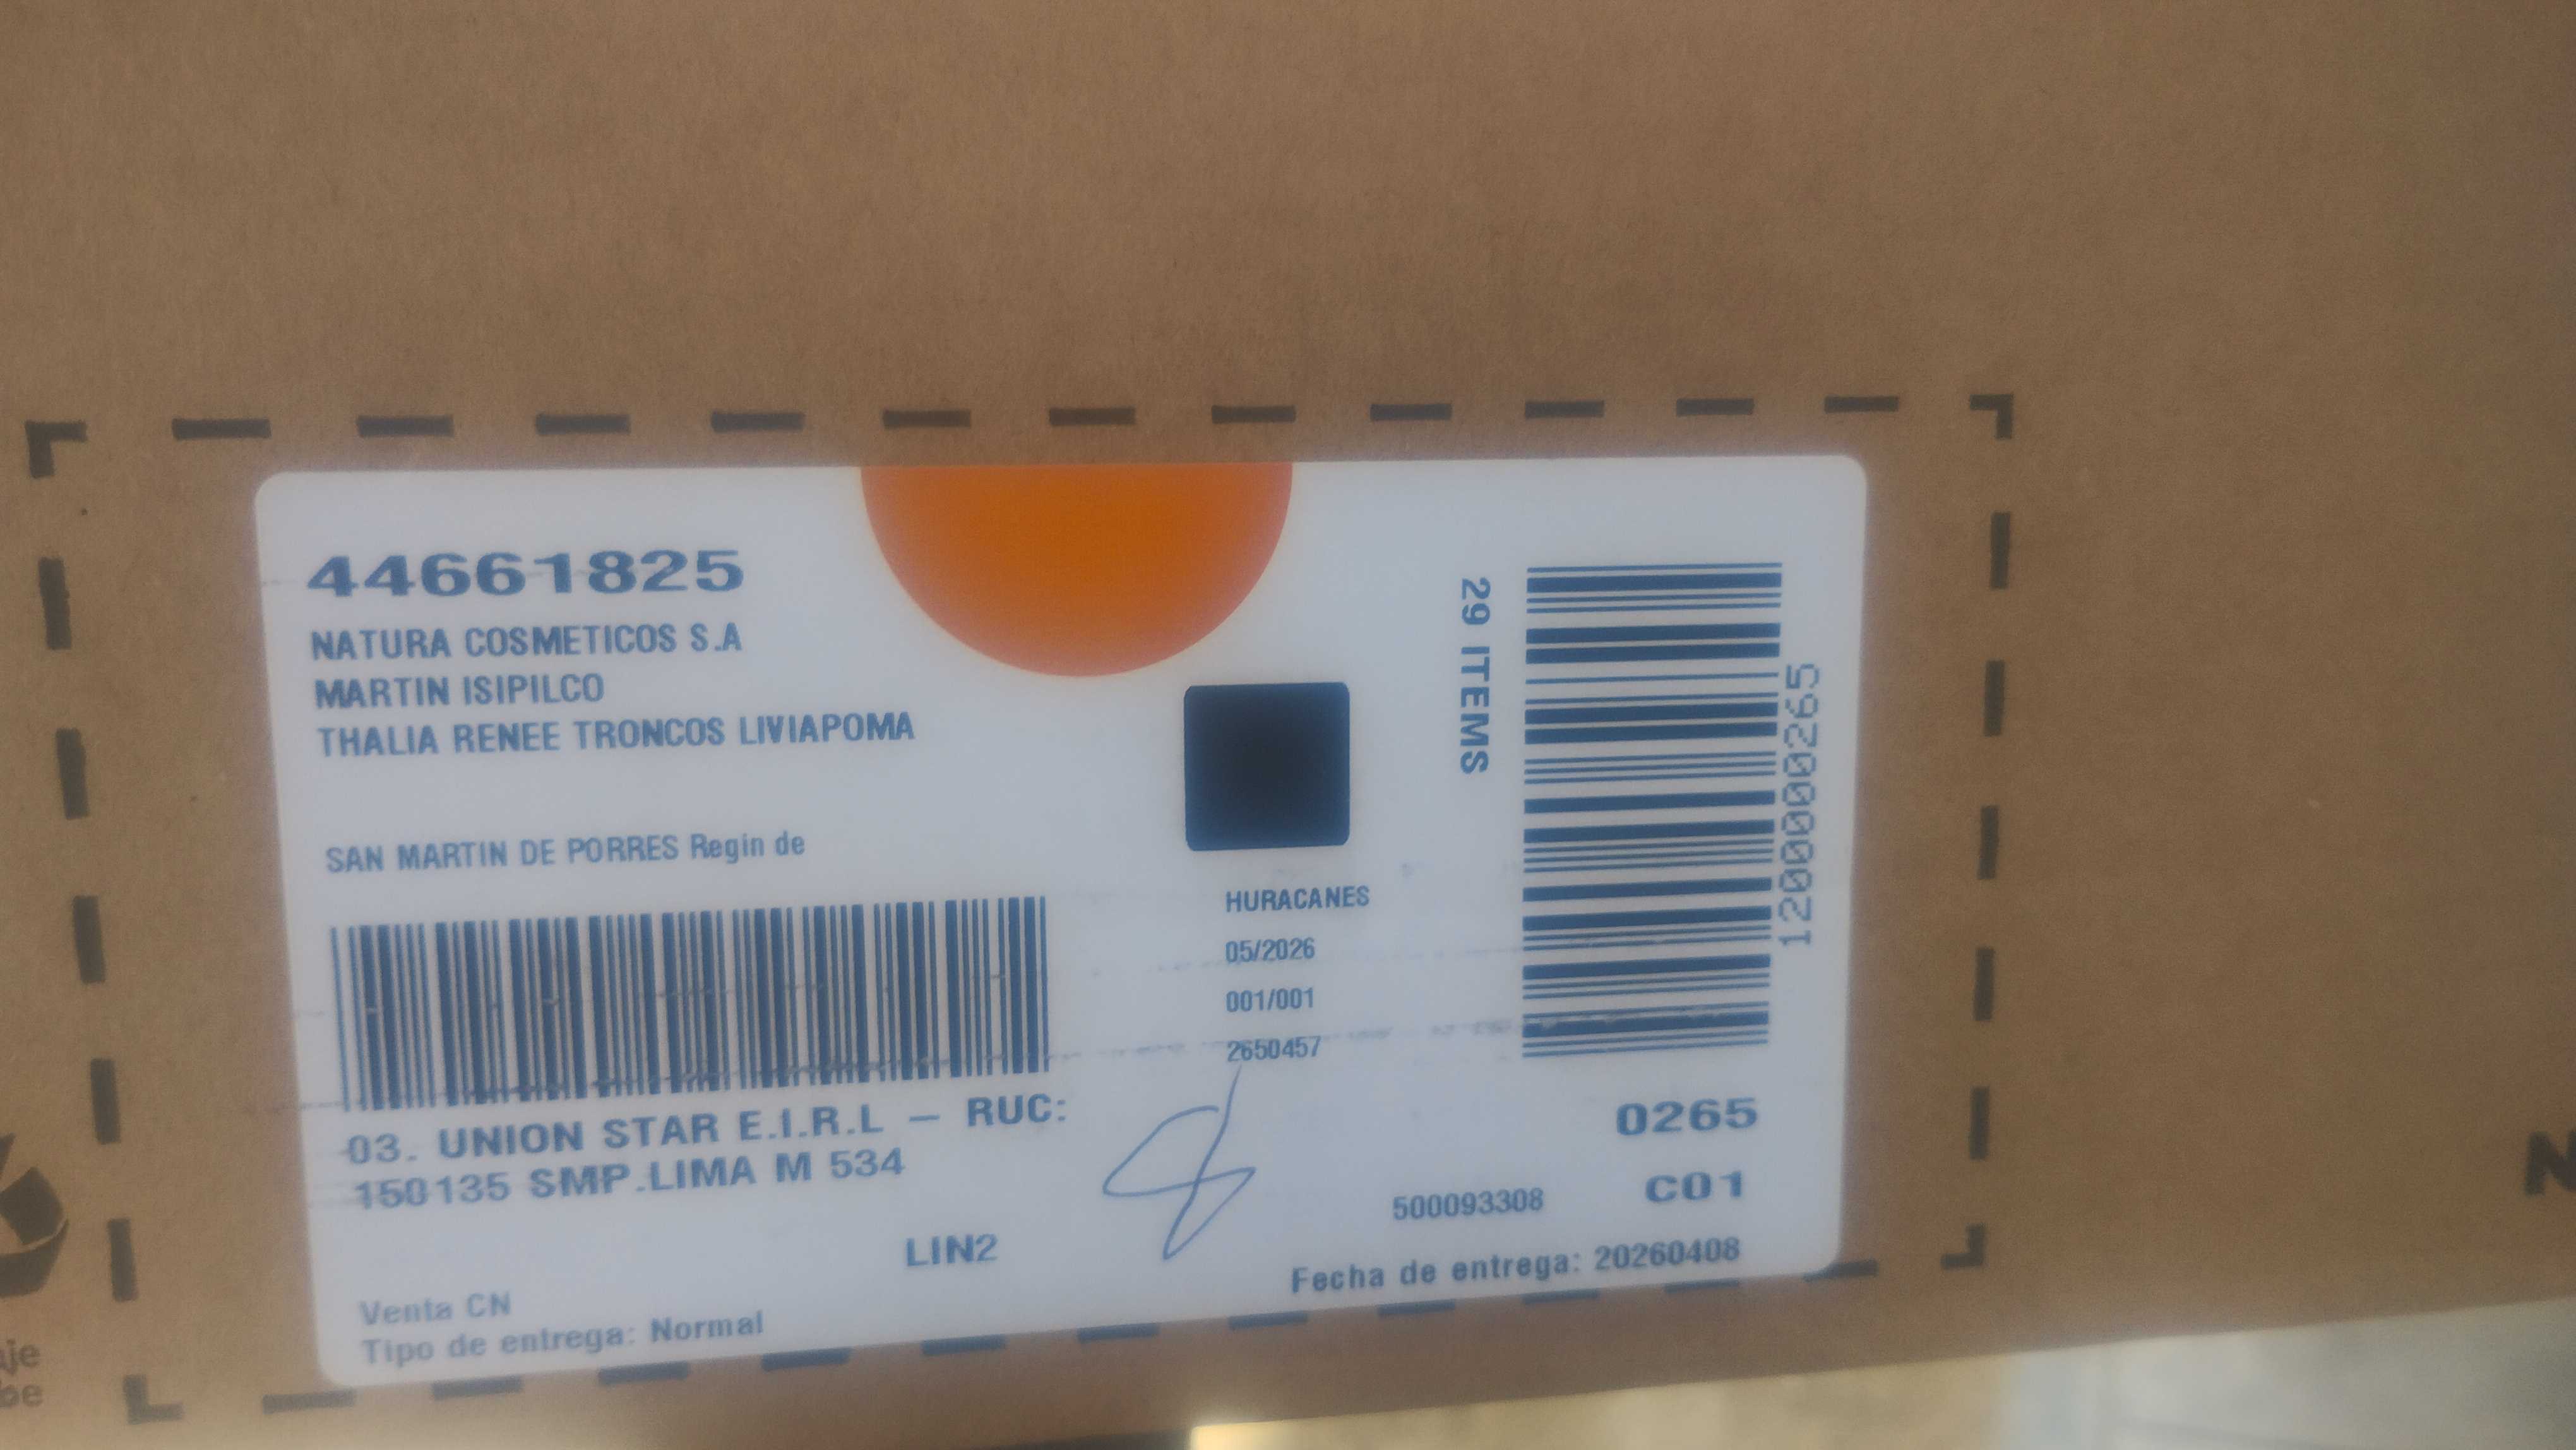 44661825
NATURA COSMETICOS S.A
MARTIN ISIPILCO
THALIA RENEE TRONCOS LIVIAPOMA
SAN MARTIN DE PORRES Regin de
03. UNION STAR E.I.R.L – RUC:
150135 SMP.LIMA M 534
LIN2
Venta CN
Tipo de entrega: Normal
HURACANES
05/2026
001/001
2650457
29 ITEMS
12000000265
0265
C01
500093308
Fecha de entrega: 20260408